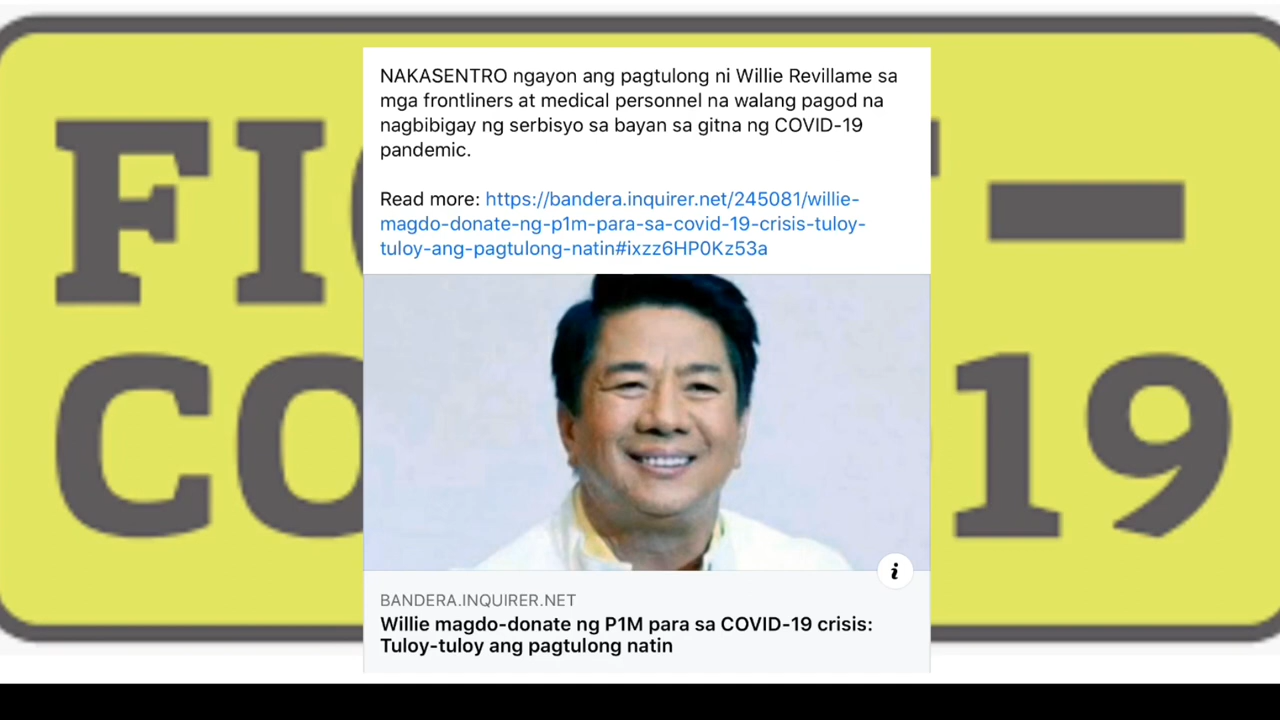 FI
CO
19
NAKASENTRO ngayon ang pagtulong ni Willie Revillame sa
mga frontliners at medical personnel na walang pagod na
nagbibigay ng serbisyo sa bayan sa gitna ng COVID-19
pandemic.
Read more: https://bandera.inquirer.net/245081/willie-
magdo-donate-ng-p1m-para-sa-covid-19-crisis-tuloy-
tuloy-ang-pagtulong-natin#ixzz6HP0Kz53a
BANDERA.INQUIRER.NET
Willie magdo-donate ng P1M para sa COVID-19 crisis:
Tuloy-tuloy ang pagtulong natin